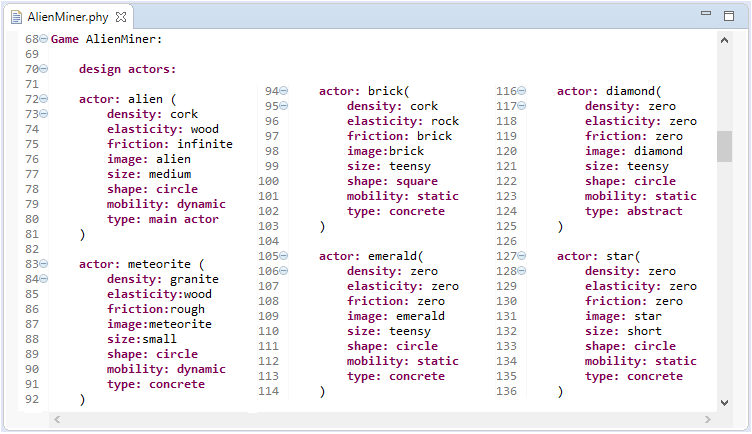 AlienMiner.phy
68 Game AlienMiner:
69
70 design actors:
71
72 actor: alien (
73 density: cork
74 elasticity: wood
75 friction: infinite
76 image: alien
77 size: medium
78 shape: circle
79 mobility: dynamic
80 type: main actor
81 )
82
83 actor: meteorite (
84 density: granite
85 elasticity:wood
86 friction:rough
87 image:meteorite
88 size:small
89 shape: circle
90 mobility: dynamic
91 type: concrete
92 )
94 actor: brick(
95 density: cork
96 elasticity: rock
97 friction: brick
98 image:brick
99 size: teensy
100 shape: square
101 mobility: static
102 type: concrete
103 )
104
105 actor: emerald(
106 density: zero
107 elasticity: zero
108 friction: zero
109 image: emerald
110 size: teensy
111 shape: circle
112 mobility: static
113 type: concrete
114 )
116 actor: diamond(
117 density: zero
118 elasticity: zero
119 friction: zero
120 image: diamond
121 size: teensy
122 shape: circle
123 mobility: static
124 type: abstract
125 )
126
127 actor: star(
128 density: zero
129 elasticity: zero
130 friction: zero
131 image: star
132 size: short
133 shape: circle
134 mobility: static
135 type: concrete
136 )